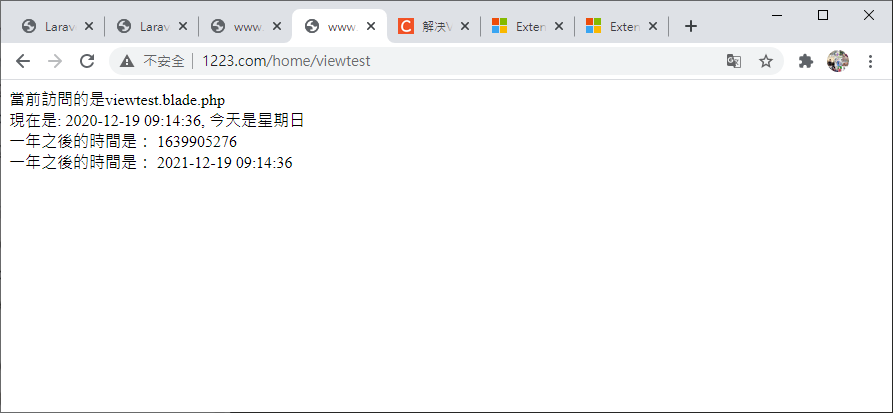 Larav
Larav
www.
www.
解决V
Extern
Extern
不安全
1223.com/home/viewtest
當前訪問的是viewtest.blade.php
現在是: 2020-12-19 09:14:36, 今天是星期日
一年之後的時間是： 1639905276
一年之後的時間是： 2021-12-19 09:14:36